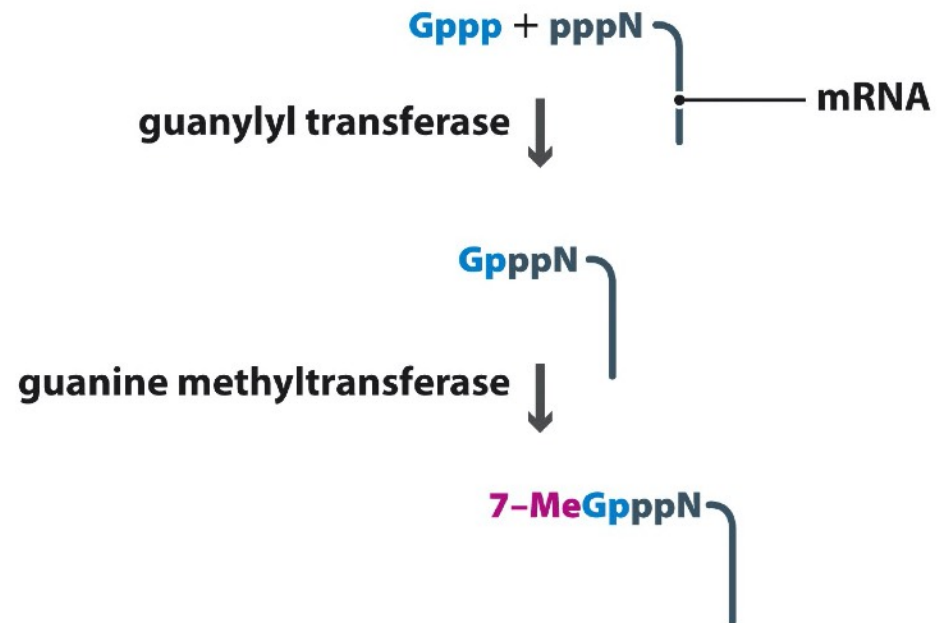 Gppp + pppN
mRNA
guanylyl transferase
GpppN
guanine methyltransferase
7–MeGpppN